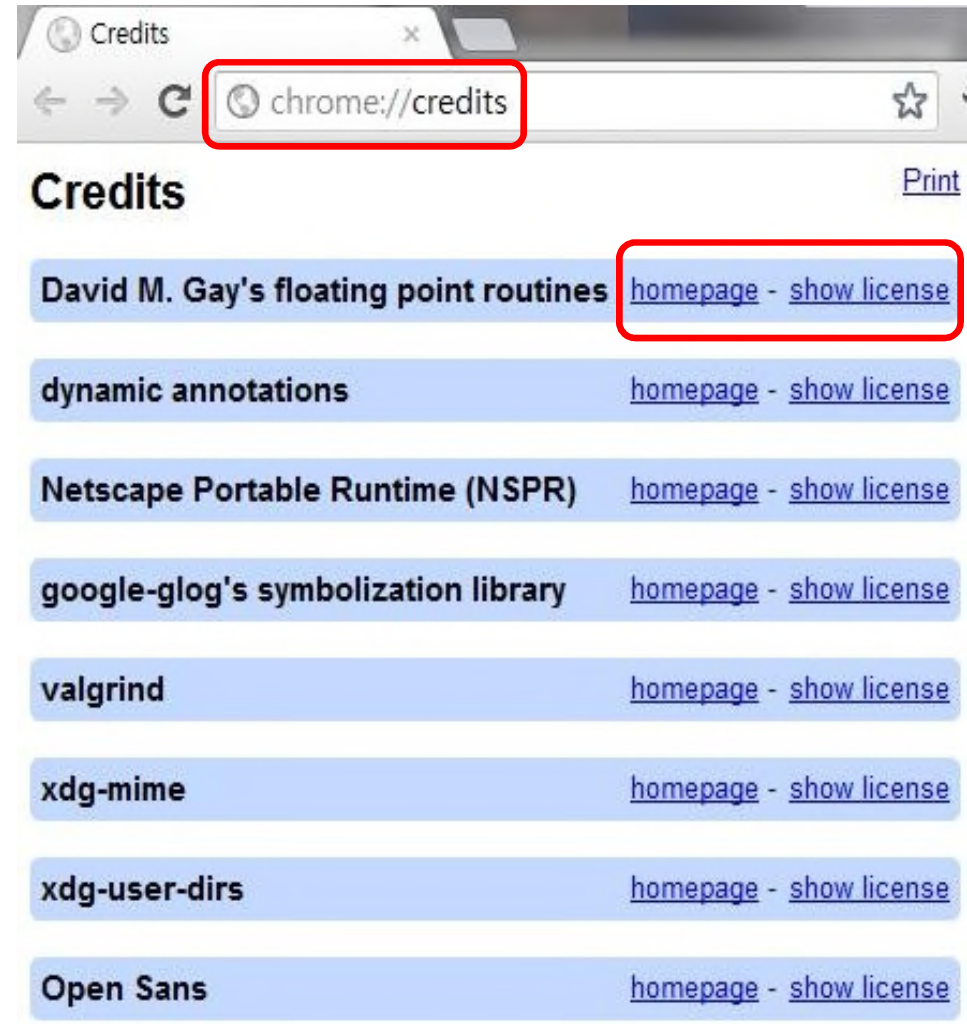 Credits
chrome://credits
Credits Print
David M. Gay's floating point routines homepage - show license
dynamic annotations homepage - show license
Netscape Portable Runtime (NSPR) homepage - show license
google-glog's symbolization library homepage - show license
valgrind homepage - show license
xdg-mime homepage - show license
xdg-user-dirs homepage - show license
Open Sans homepage - show license